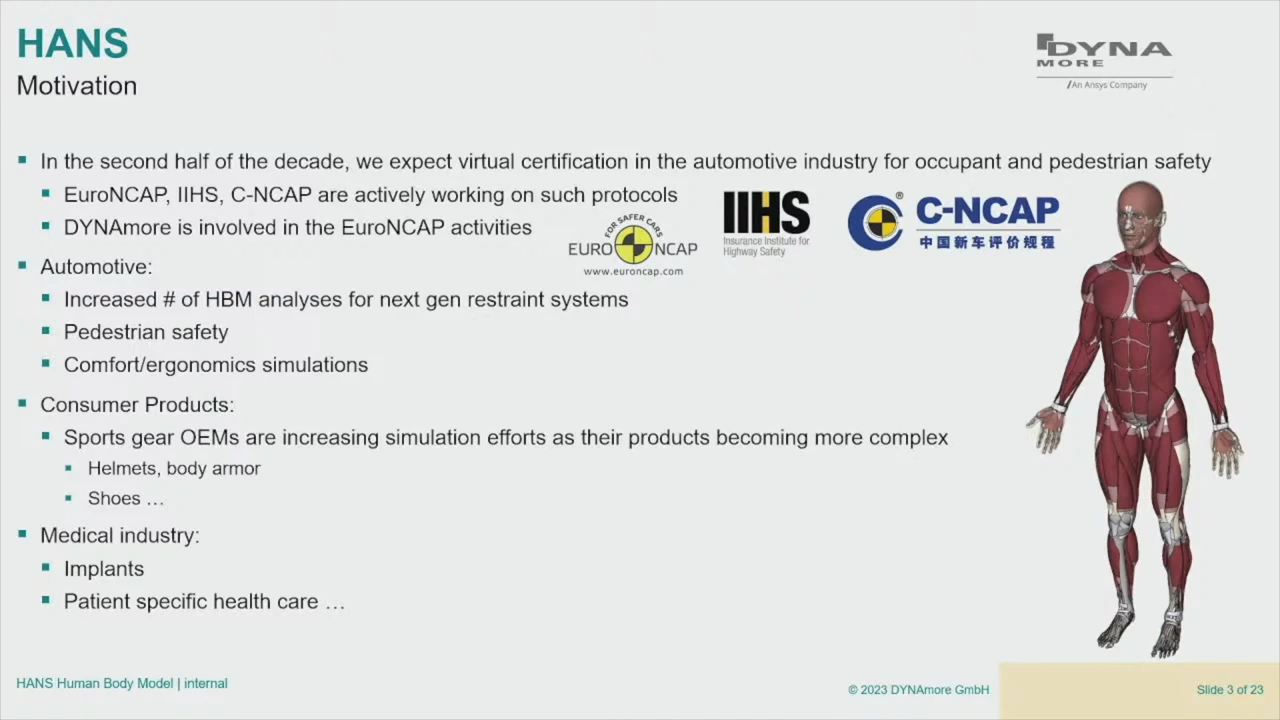 HANS
Motivation
DYNA
MORE
/An Ansys Company
In the second half of the decade, we expect virtual certification in the automotive industry for occupant and pedestrian safety
EuroNCAP, IIHS, C-NCAP are actively working on such protocols
DYNAmore is involved in the EuroNCAP activities
FOR SAFER CARS
EURO NCAP
www.euroncap.com
IIHS
Insurance Institute for
Highway Safety
®
C-NCAP
中国新车评价规程
Automotive:
Increased # of HBM analyses for next gen restraint systems
Pedestrian safety
Comfort/ergonomics simulations
Consumer Products:
Sports gear OEMs are increasing simulation efforts as their products becoming more complex
Helmets, body armor
Shoes …
Medical industry:
Implants
Patient specific health care …
HANS Human Body Model | internal
© 2023 DYNAmore GmbH
Slide 3 of 23